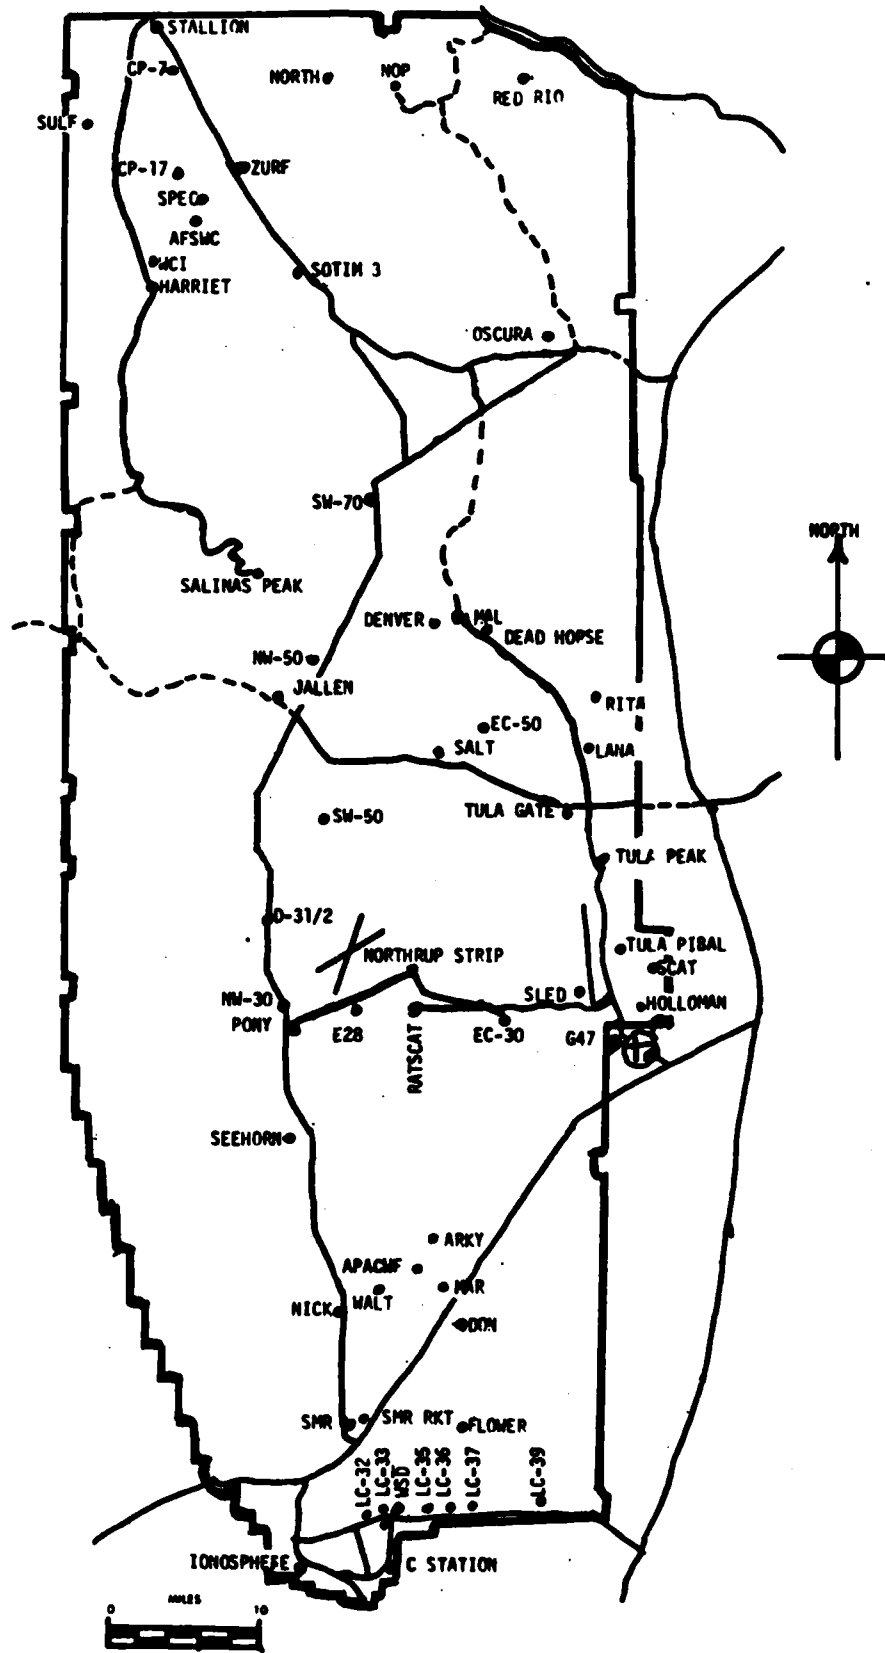 STALLION
CP-7
NORTH
NOP
RED RIO
SULF
CP-17
ZURF
SPEC
AFSWC
WCI
HARRIET
SOTIM 3
OSCURA
SW-70
NORTH
SALINAS PEAK
DENVER
MAL
DEAD HORSE
NW-50
JALLEN
RITA
EC-50
SALT
LANA
SW-50
TULA GATE
TULA PEAK
D-31/2
NORTHRUP STRIP
TULA PIBAL
SCAT
NW-30
SLED
HOLLOMAN
PONY
E28
RATSCAT
EC-30
G47
SEEHORN
ARKY
APACWF
MAR
NICK
WALT
DON
SMR
SMR RKT
FLOWER
LC-32
LC-33
WSD
LC-35
LC-36
LC-37
LC-39
IONOSPHERE
C STATION
0 MILES 10